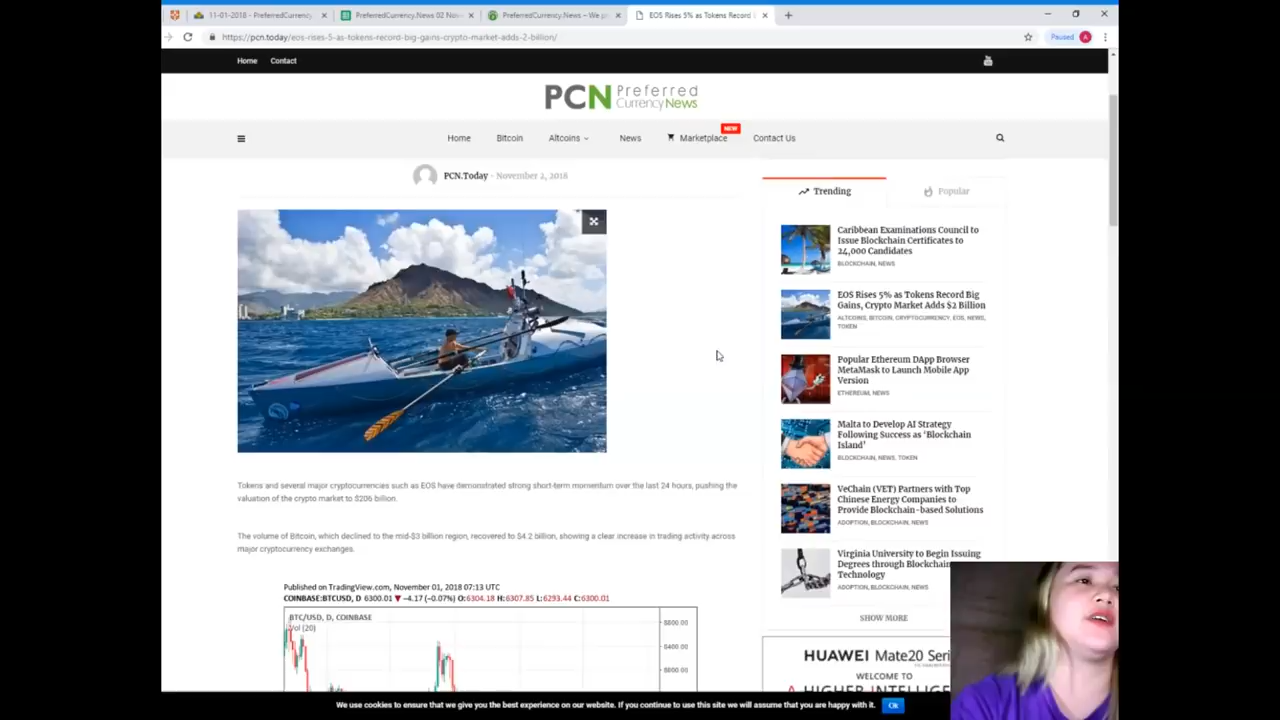 11-01-2018 - PreferredCurrency
PreferredCurrency.News 02 Nov
PreferredCurrency.News – We p
EOS Rises 5% as Tokens Record
https://pcn.today/eos-rises-5-as-tokens-record-big-gains-crypto-market-adds-2-billion/
Paused
A
Home
Contact
PCN Preferred
Currency News
Home
Bitcoin
Altcoins
News
Marketplace
NEW
Contact Us
PCN.Today - November 2, 2018
Trending
Popular
Caribbean Examinations Council to
Issue Blockchain Certificates to
24,000 Candidates
BLOCKCHAIN, NEWS
EOS Rises 5% as Tokens Record Big
Gains, Crypto Market Adds $2 Billion
ALTCOINS, BITCOIN, CRYPTOCURRENCY, EOS, NEWS,
TOKEN
Popular Ethereum DApp Browser
MetaMask to Launch Mobile App
Version
ETHEREUM, NEWS
Malta to Develop AI Strategy
Following Success as ‘Blockchain
Island’
BLOCKCHAIN, NEWS, TOKEN
VeChain (VET) Partners with Top
Chinese Energy Companies to
Provide Blockchain-based Solutions
ADOPTION, BLOCKCHAIN, NEWS
Virginia University to Begin Issuing
Degrees through Blockchain
Technology
ADOPTION, BLOCKCHAIN, NEWS
SHOW MORE
Tokens and several major cryptocurrencies such as EOS have demonstrated strong short-term momentum over the last 24 hours, pushing the
valuation of the crypto market to $206 billion.
The volume of Bitcoin, which declined to the mid-$3 billion region, recovered to $4.2 billion, showing a clear increase in trading activity across
major cryptocurrency exchanges.
Published on TradingView.com, November 01, 2018 07:13 UTC
COINBASE:BTCUSD, D 6300.01 ▼ −4.17 (−0.07%) O:6304.18 H:6307.85 L:6293.44 C:6300.01
BTC/USD, D, COINBASE
Vol (20)
HUAWEI Mate20 Seri
WELCOME TO
A HIGHER INTELLIGE
We use cookies to ensure that we give you the best experience on our website. If you continue to use this site we will assume that you are happy with it.
Ok